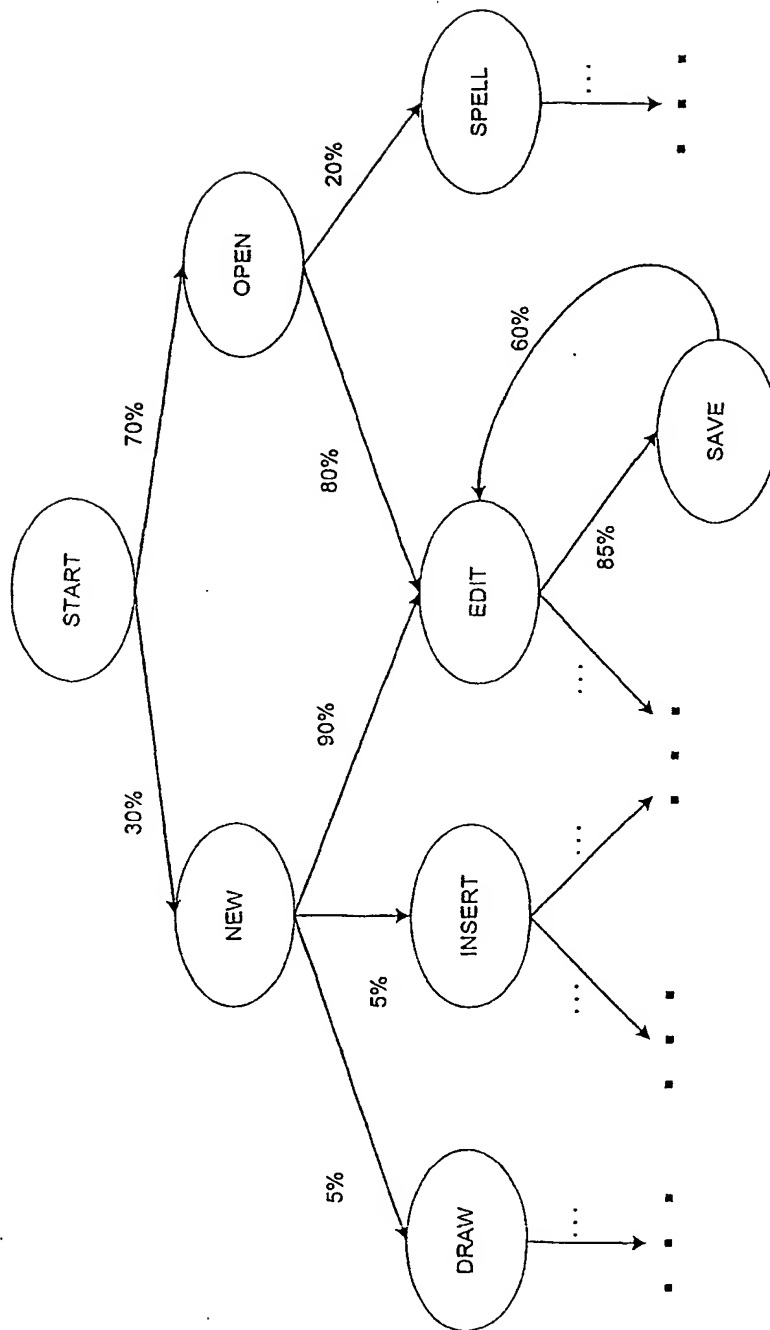 START
30%
70%
NEW
OPEN
5%
5%
90%
80%
20%
DRAW
INSERT
EDIT
SPELL
60%
85%
SAVE